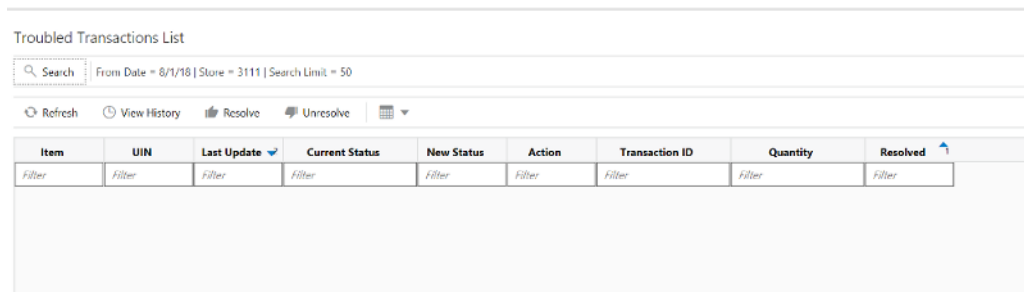 Troubled Transactions List
Search From Date = 8/1/18 | Store = 3111 | Search Limit = 50
Refresh View History Resolve Unresolve
Item UIN Last Update 2 Current Status New Status Action Transaction ID Quantity Resolved 1
Filter Filter Filter Filter Filter Filter Filter Filter Filter